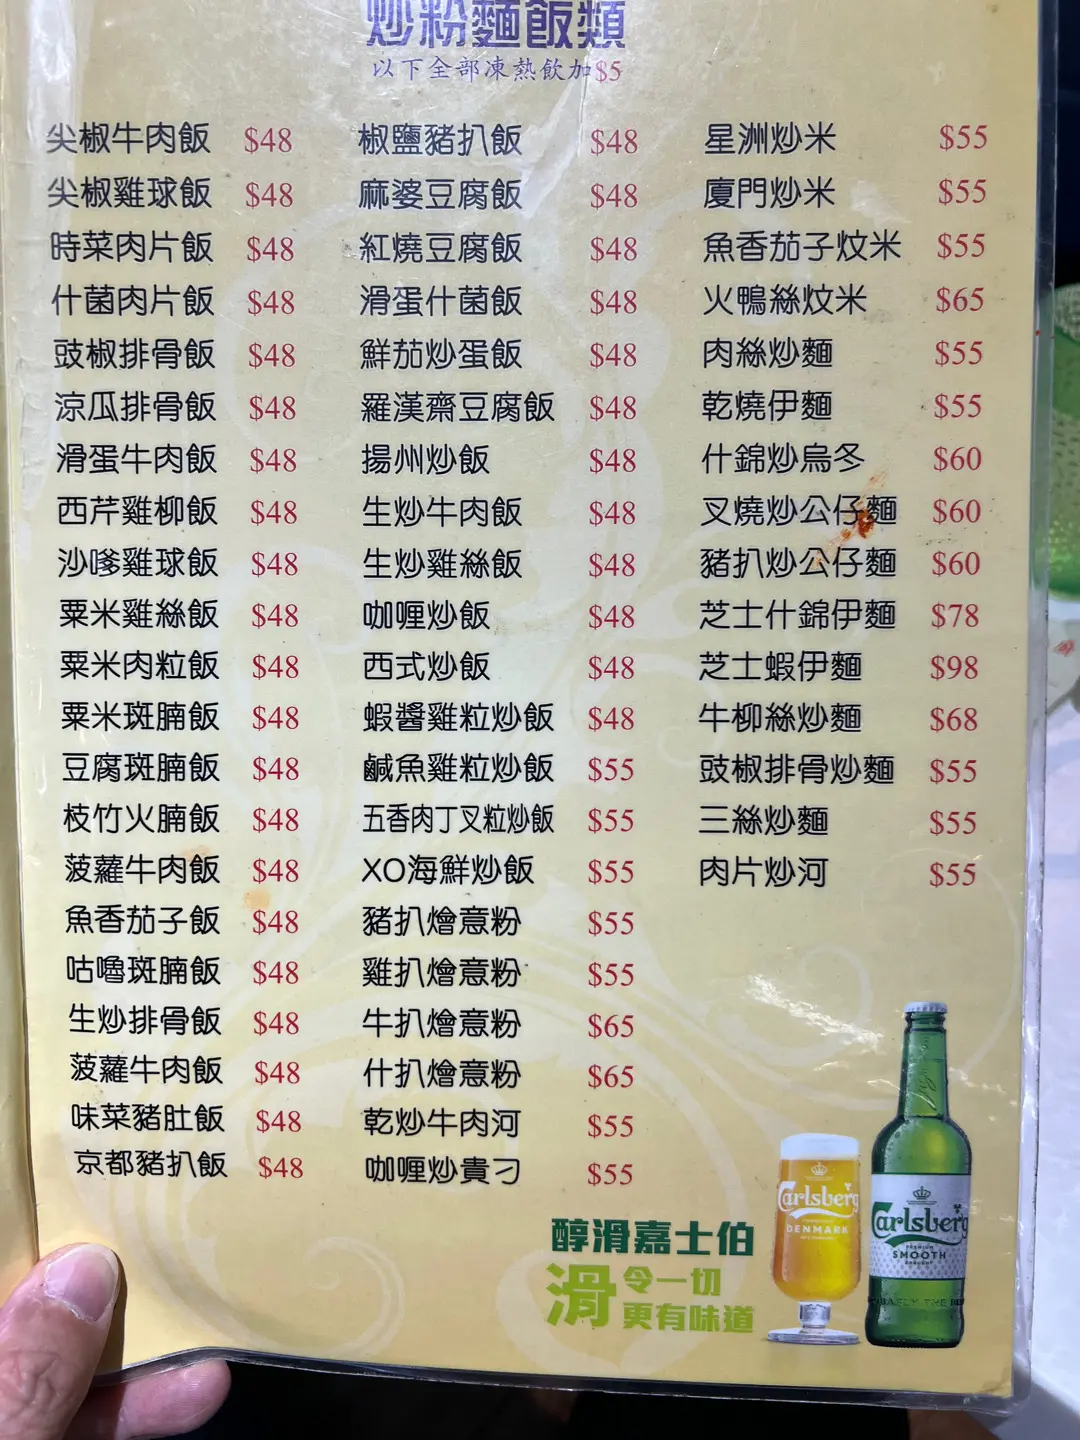 炒粉麵飯類
以下全部凍熱飲加$5
尖椒牛肉飯 $48
尖椒雞球飯 $48
時菜肉片飯 $48
什菌肉片飯 $48
豉椒排骨飯 $48
涼瓜排骨飯 $48
滑蛋牛肉飯 $48
西芹雞柳飯 $48
沙嗲雞球飯 $48
粟米雞絲飯 $48
粟米肉粒飯 $48
粟米斑腩飯 $48
豆腐斑腩飯 $48
枝竹火腩飯 $48
菠蘿牛肉飯 $48
魚香茄子飯 $48
咕嚕斑腩飯 $48
生炒排骨飯 $48
菠蘿牛肉飯 $48
味菜豬肚飯 $48
京都豬扒飯 $48
椒鹽豬扒飯 $48
麻婆豆腐飯 $48
紅燒豆腐飯 $48
滑蛋什菌飯 $48
鮮茄炒蛋飯 $48
羅漢齋豆腐飯 $48
揚州炒飯 $48
生炒牛肉飯 $48
生炒雞絲飯 $48
咖喱炒飯 $48
西式炒飯 $48
蝦醬雞粒炒飯 $48
鹹魚雞粒炒飯 $55
五香肉丁叉粒炒飯 $55
XO海鮮炒飯 $55
豬扒燴意粉 $55
雞扒燴意粉 $55
牛扒燴意粉 $65
什扒燴意粉 $65
乾炒牛肉河 $55
咖喱炒貴刁 $55
星洲炒米 $55
廈門炒米 $55
魚香茄子炆米 $55
火鴨絲炆米 $65
肉絲炒麵 $55
乾燒伊麵 $55
什錦炒烏冬 $60
叉燒炒公仔麵 $60
豬扒炒公仔麵 $60
芝士什錦伊麵 $78
芝士蝦伊麵 $98
牛柳絲炒麵 $68
豉椒排骨炒麵 $55
三絲炒麵 $55
肉片炒河 $55
醇滑嘉士伯
滑 令一切
更有味道
Carlsberg
DENMARK
Carlsberg
PREMIUM
SMOOTH
DRAUGHT